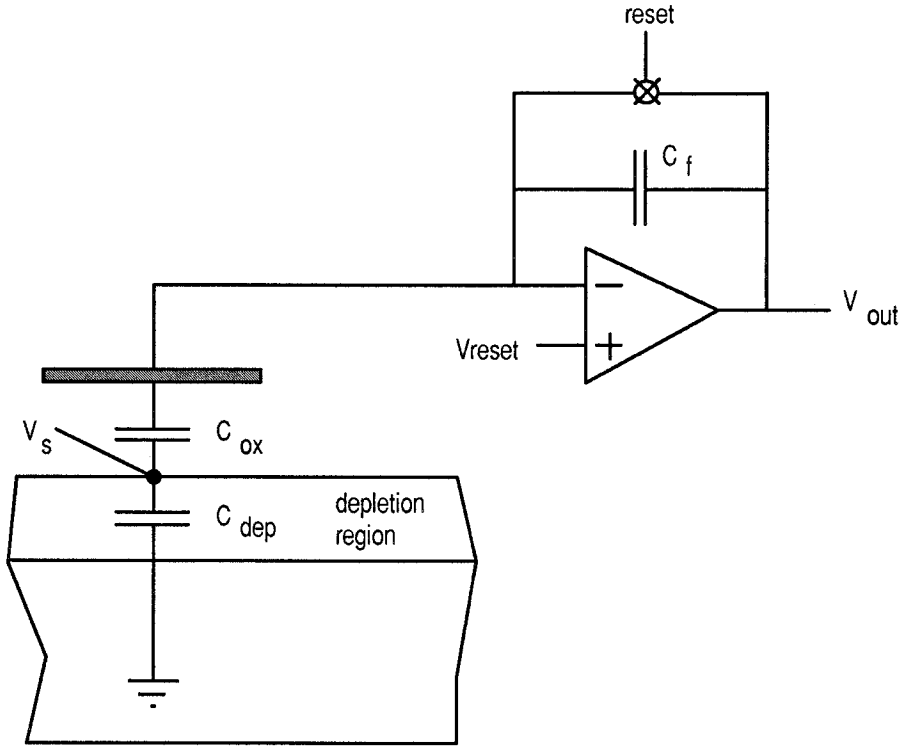 reset
C f
V out
Vreset
V s
C ox
C dep
depletion
region